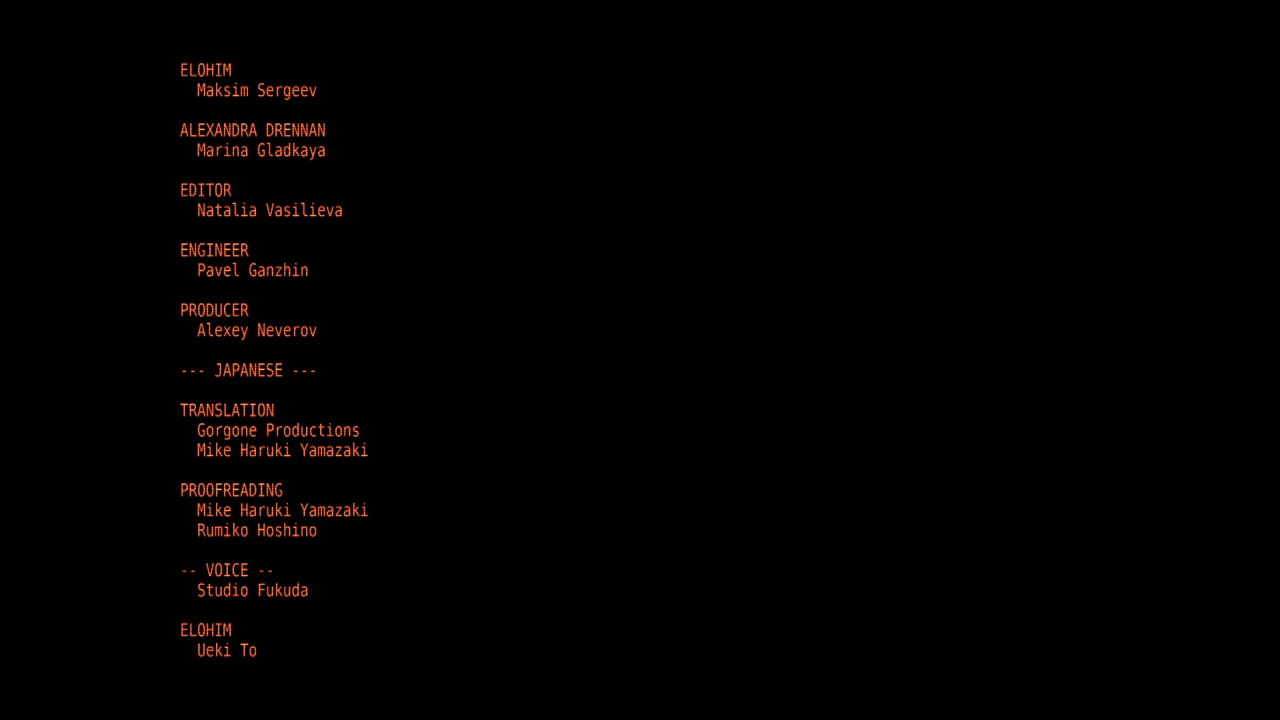 ELOHIM
Maksim Sergeev
ALEXANDRA DRENNAN
Marina Gladkaya
EDITOR
Natalia Vasilieva
ENGINEER
Pavel Ganzhin
PRODUCER
Alexey Neverov
--- JAPANESE ---
TRANSLATION
Gorgone Productions
Mike Haruki Yamazaki
PROOFREADING
Mike Haruki Yamazaki
Rumiko Hoshino
-- VOICE --
Studio Fukuda
ELOHIM
Ueki To